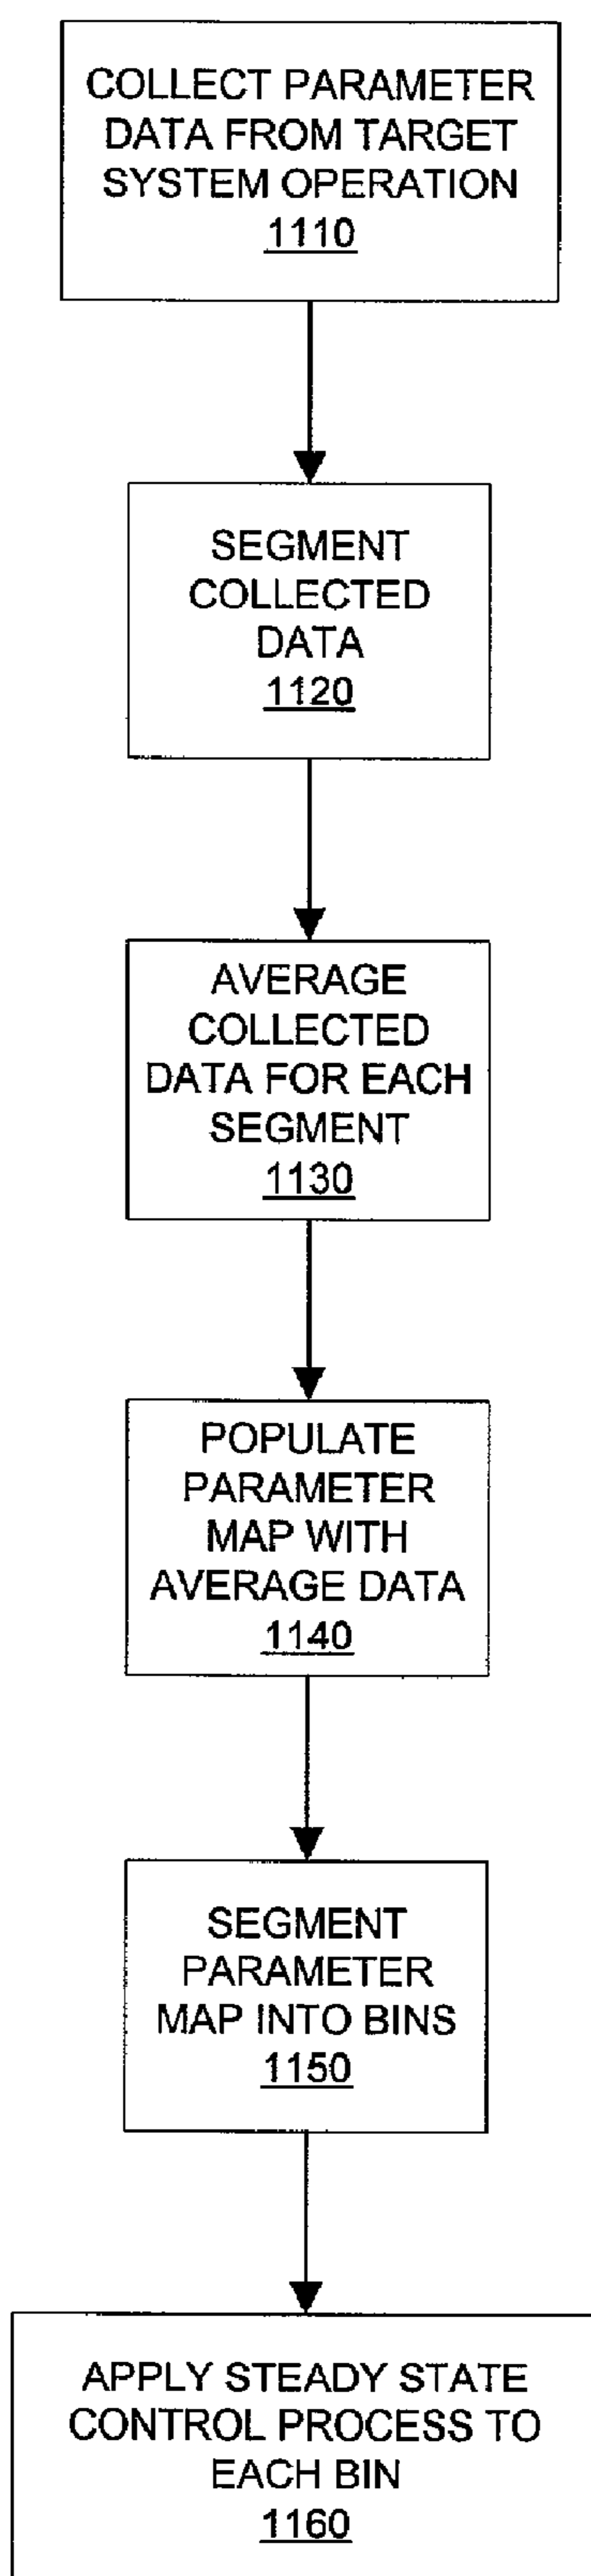 COLLECT PARAMETER
DATA FROM TARGET
SYSTEM OPERATION
1110
SEGMENT
COLLECTED
DATA
1120
AVERAGE
COLLECTED
DATA FOR EACH
SEGMENT
1130
POPULATE
PARAMETER
MAP WITH
AVERAGE DATA
1140
SEGMENT
PARAMETER
MAP INTO BINS
1150
APPLY STEADY STATE
CONTROL PROCESS TO
EACH BIN
1160